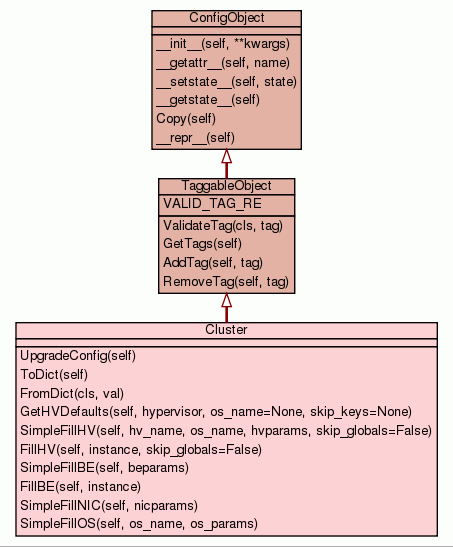 ConfigObject
__init__(self, **kwargs)
__getattr__(self, name)
__setstate__(self, state)
__getstate__(self)
Copy(self)
__repr__(self)
TaggableObject
VALID_TAG_RE
ValidateTag(cls, tag)
GetTags(self)
AddTag(self, tag)
RemoveTag(self, tag)
Cluster
UpgradeConfig(self)
ToDict(self)
FromDict(cls, val)
GetHVDefaults(self, hypervisor, os_name=None, skip_keys=None)
SimpleFillHV(self, hv_name, os_name, hvparams, skip_globals=False)
FillHV(self, instance, skip_globals=False)
SimpleFillBE(self, beparams)
FillBE(self, instance)
SimpleFillNIC(self, nicparams)
SimpleFillOS(self, os_name, os_params)